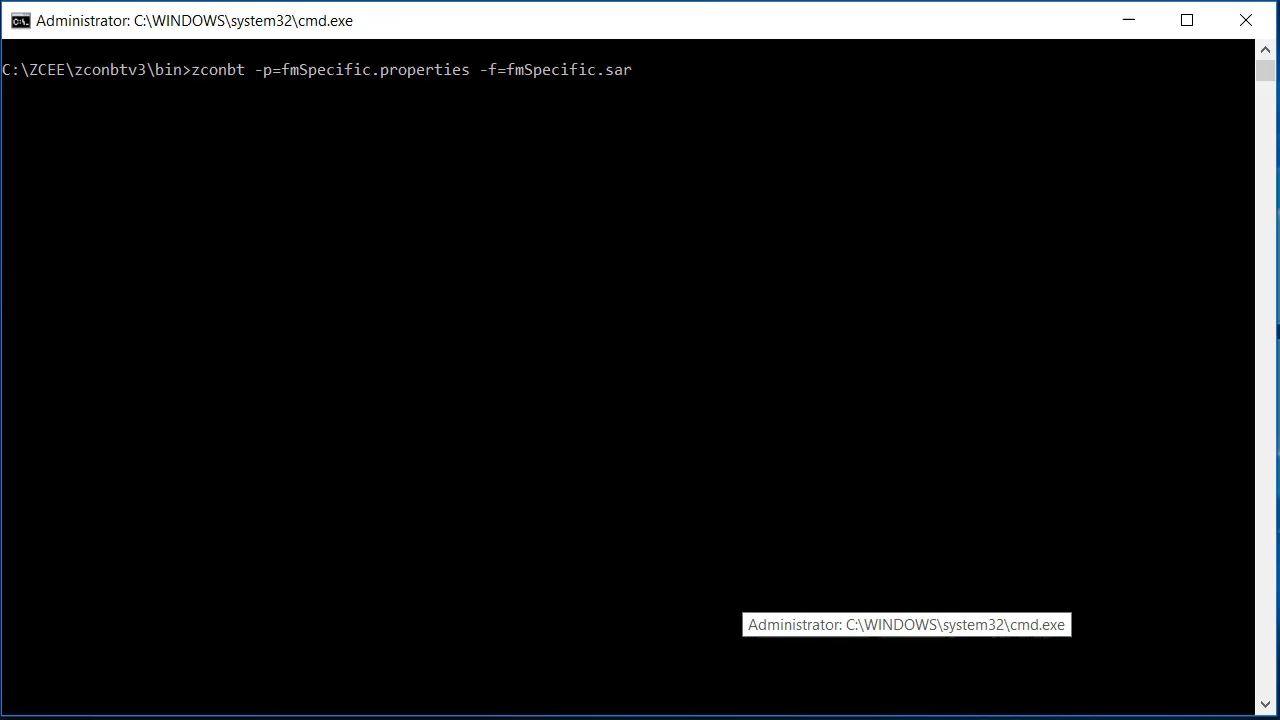 Administrator: C:\WINDOWS\system32\cmd.exe
C:\ZCEE\zconbtv3\bin>zconbt -p=fmSpecific.properties -f=fmSpecific.sar
Administrator: C:\WINDOWS\system32\cmd.exe